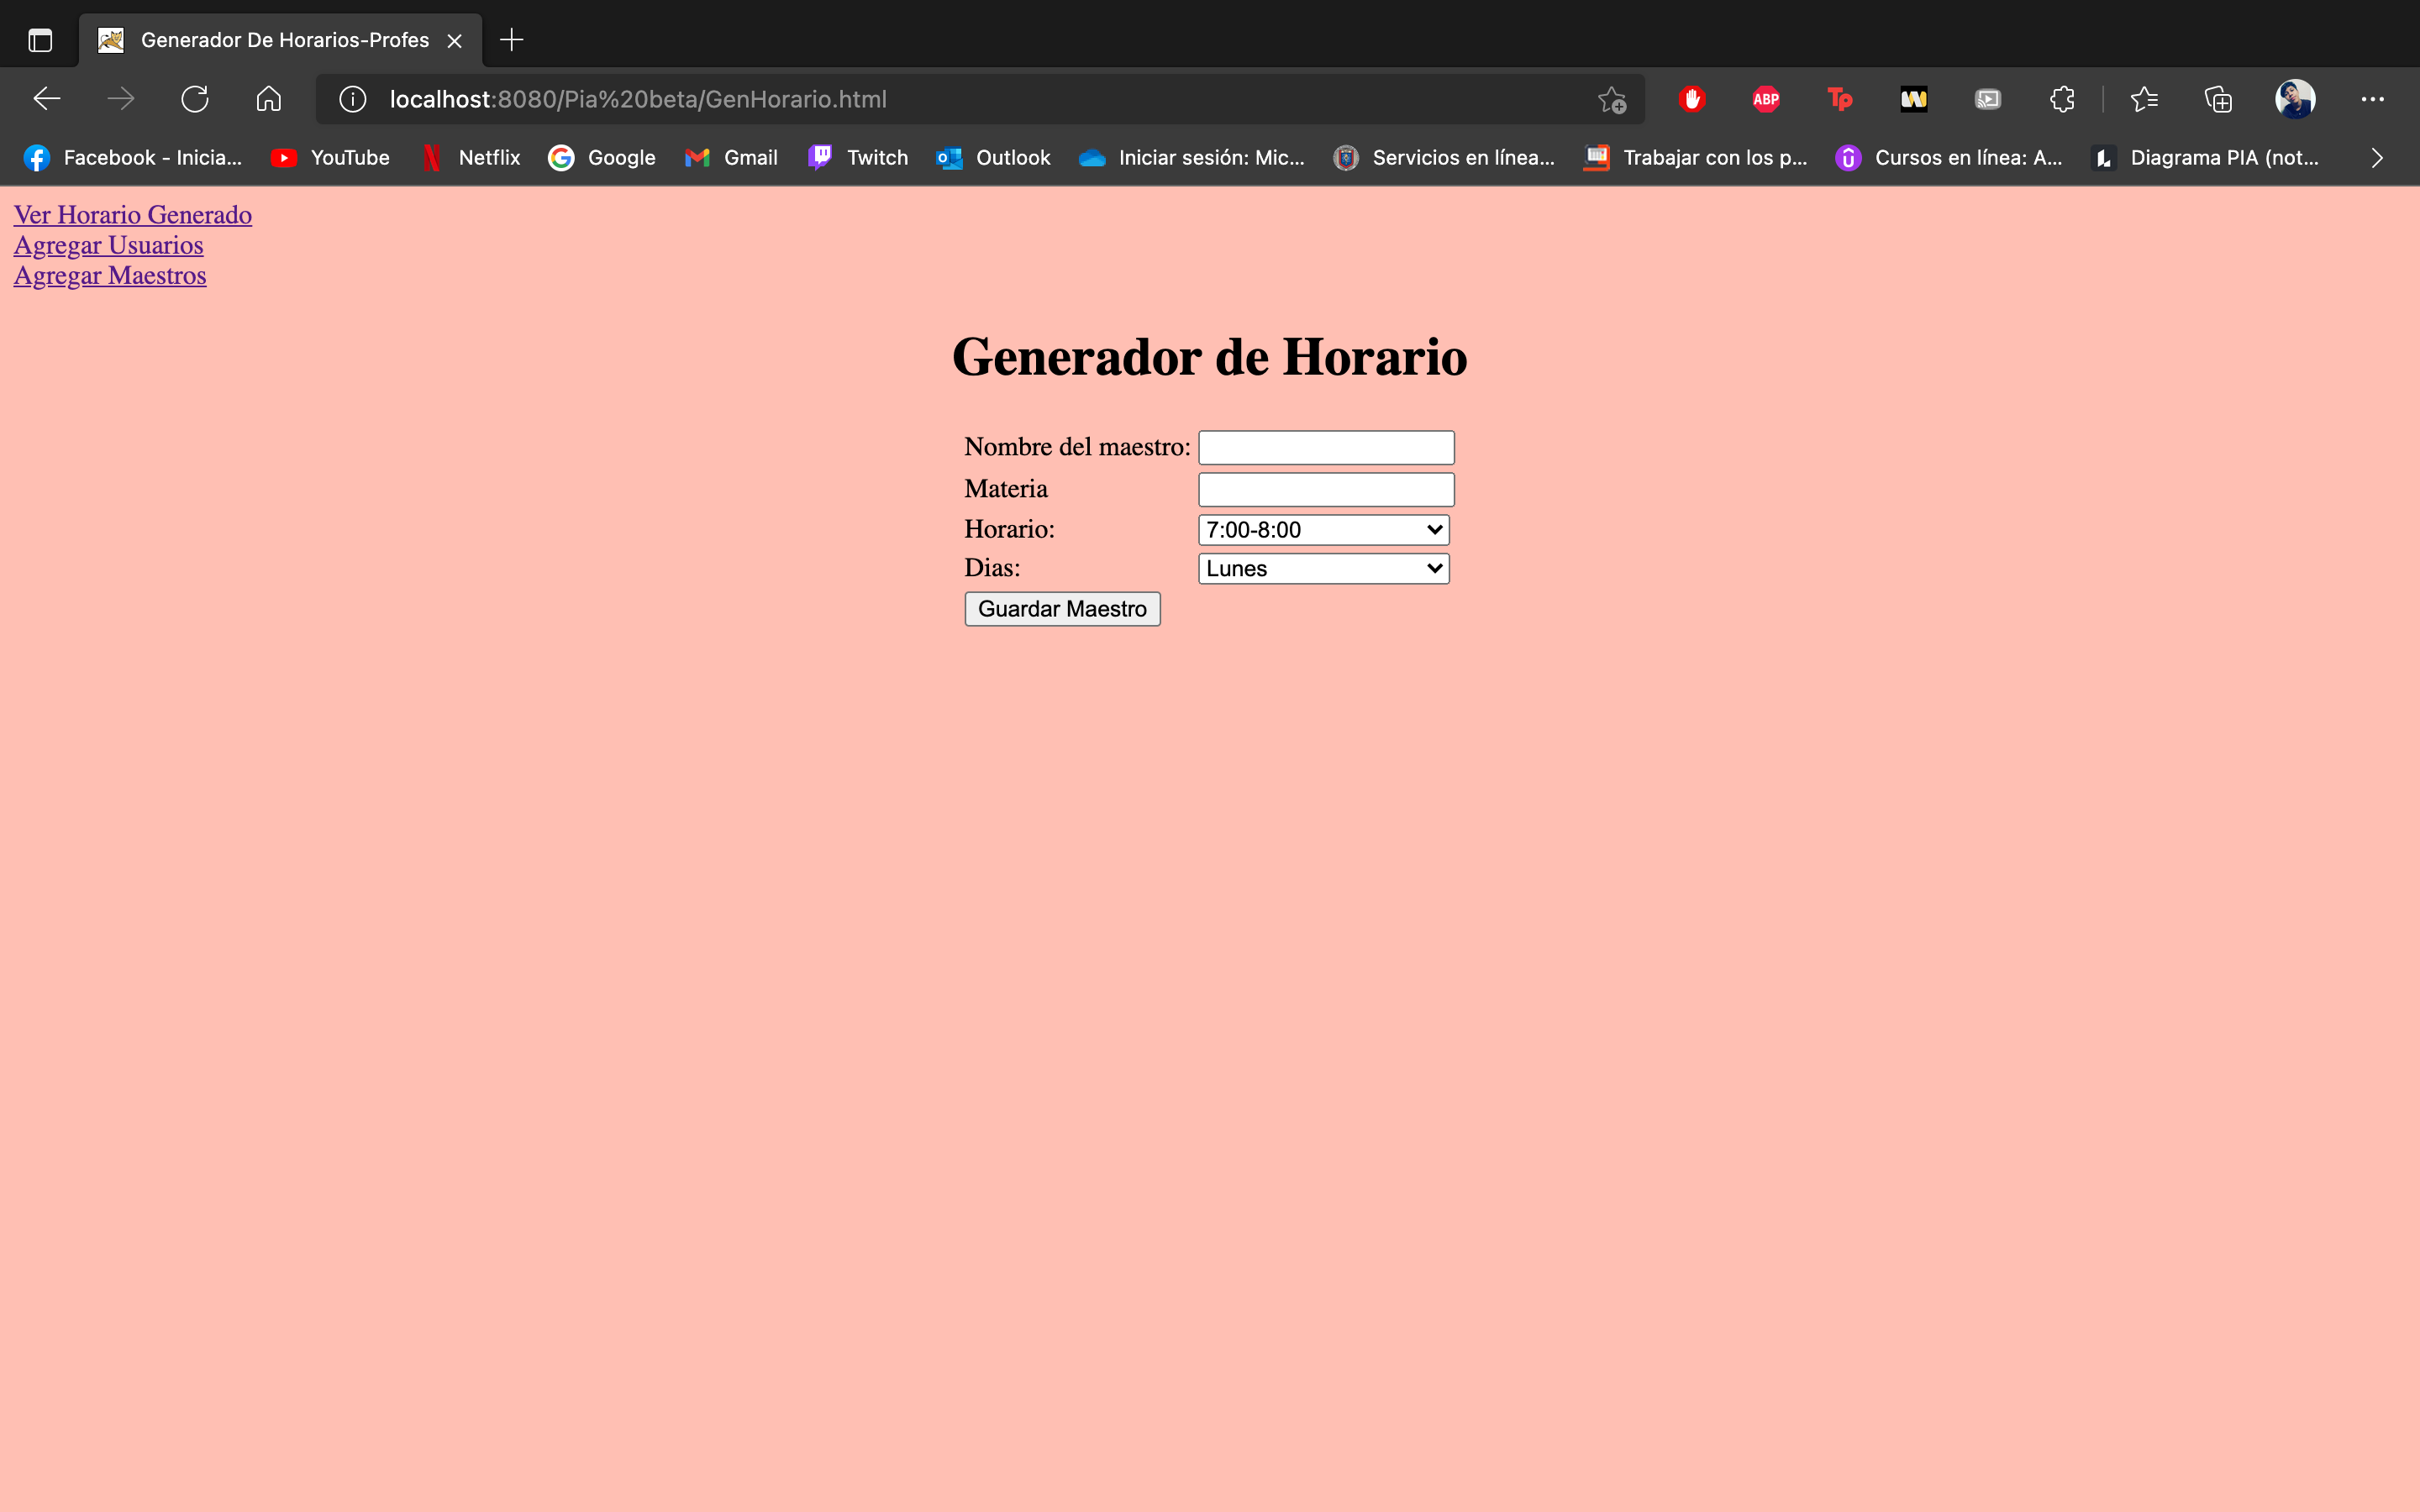 Generador De Horarios-Profes
localhost:8080/Pia%20beta/GenHorario.html
ABP
Tp
Facebook - Inicia...
YouTube
Netflix
Google
Gmail
Twitch
Outlook
Iniciar sesión: Mic...
Servicios en línea...
Trabajar con los p...
Cursos en línea: A...
Diagrama PIA (not...
Ver Horario Generado
Agregar Usuarios
Agregar Maestros
Generador de Horario
Nombre del maestro:
Materia
Horario: 7:00-8:00
Dias: Lunes
Guardar Maestro